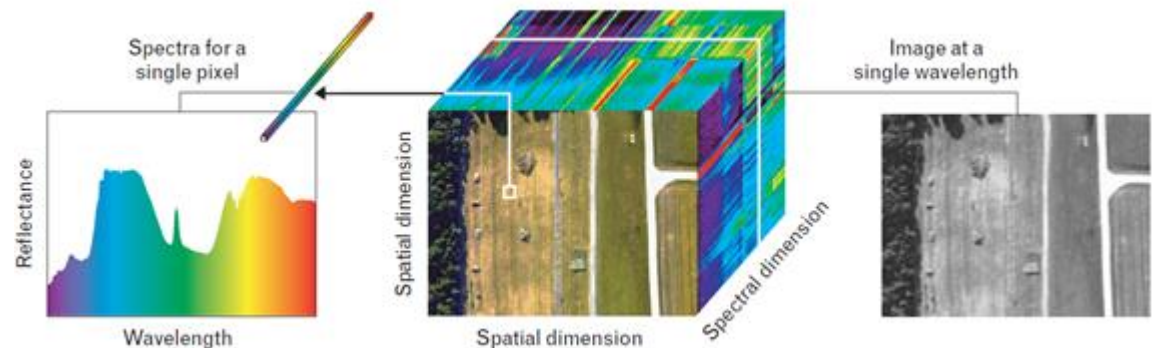 Spectra for a
single pixel
Reflectance
Wavelength
Spatial dimension
Spatial dimension
Spectral dimension
Image at a
single wavelength